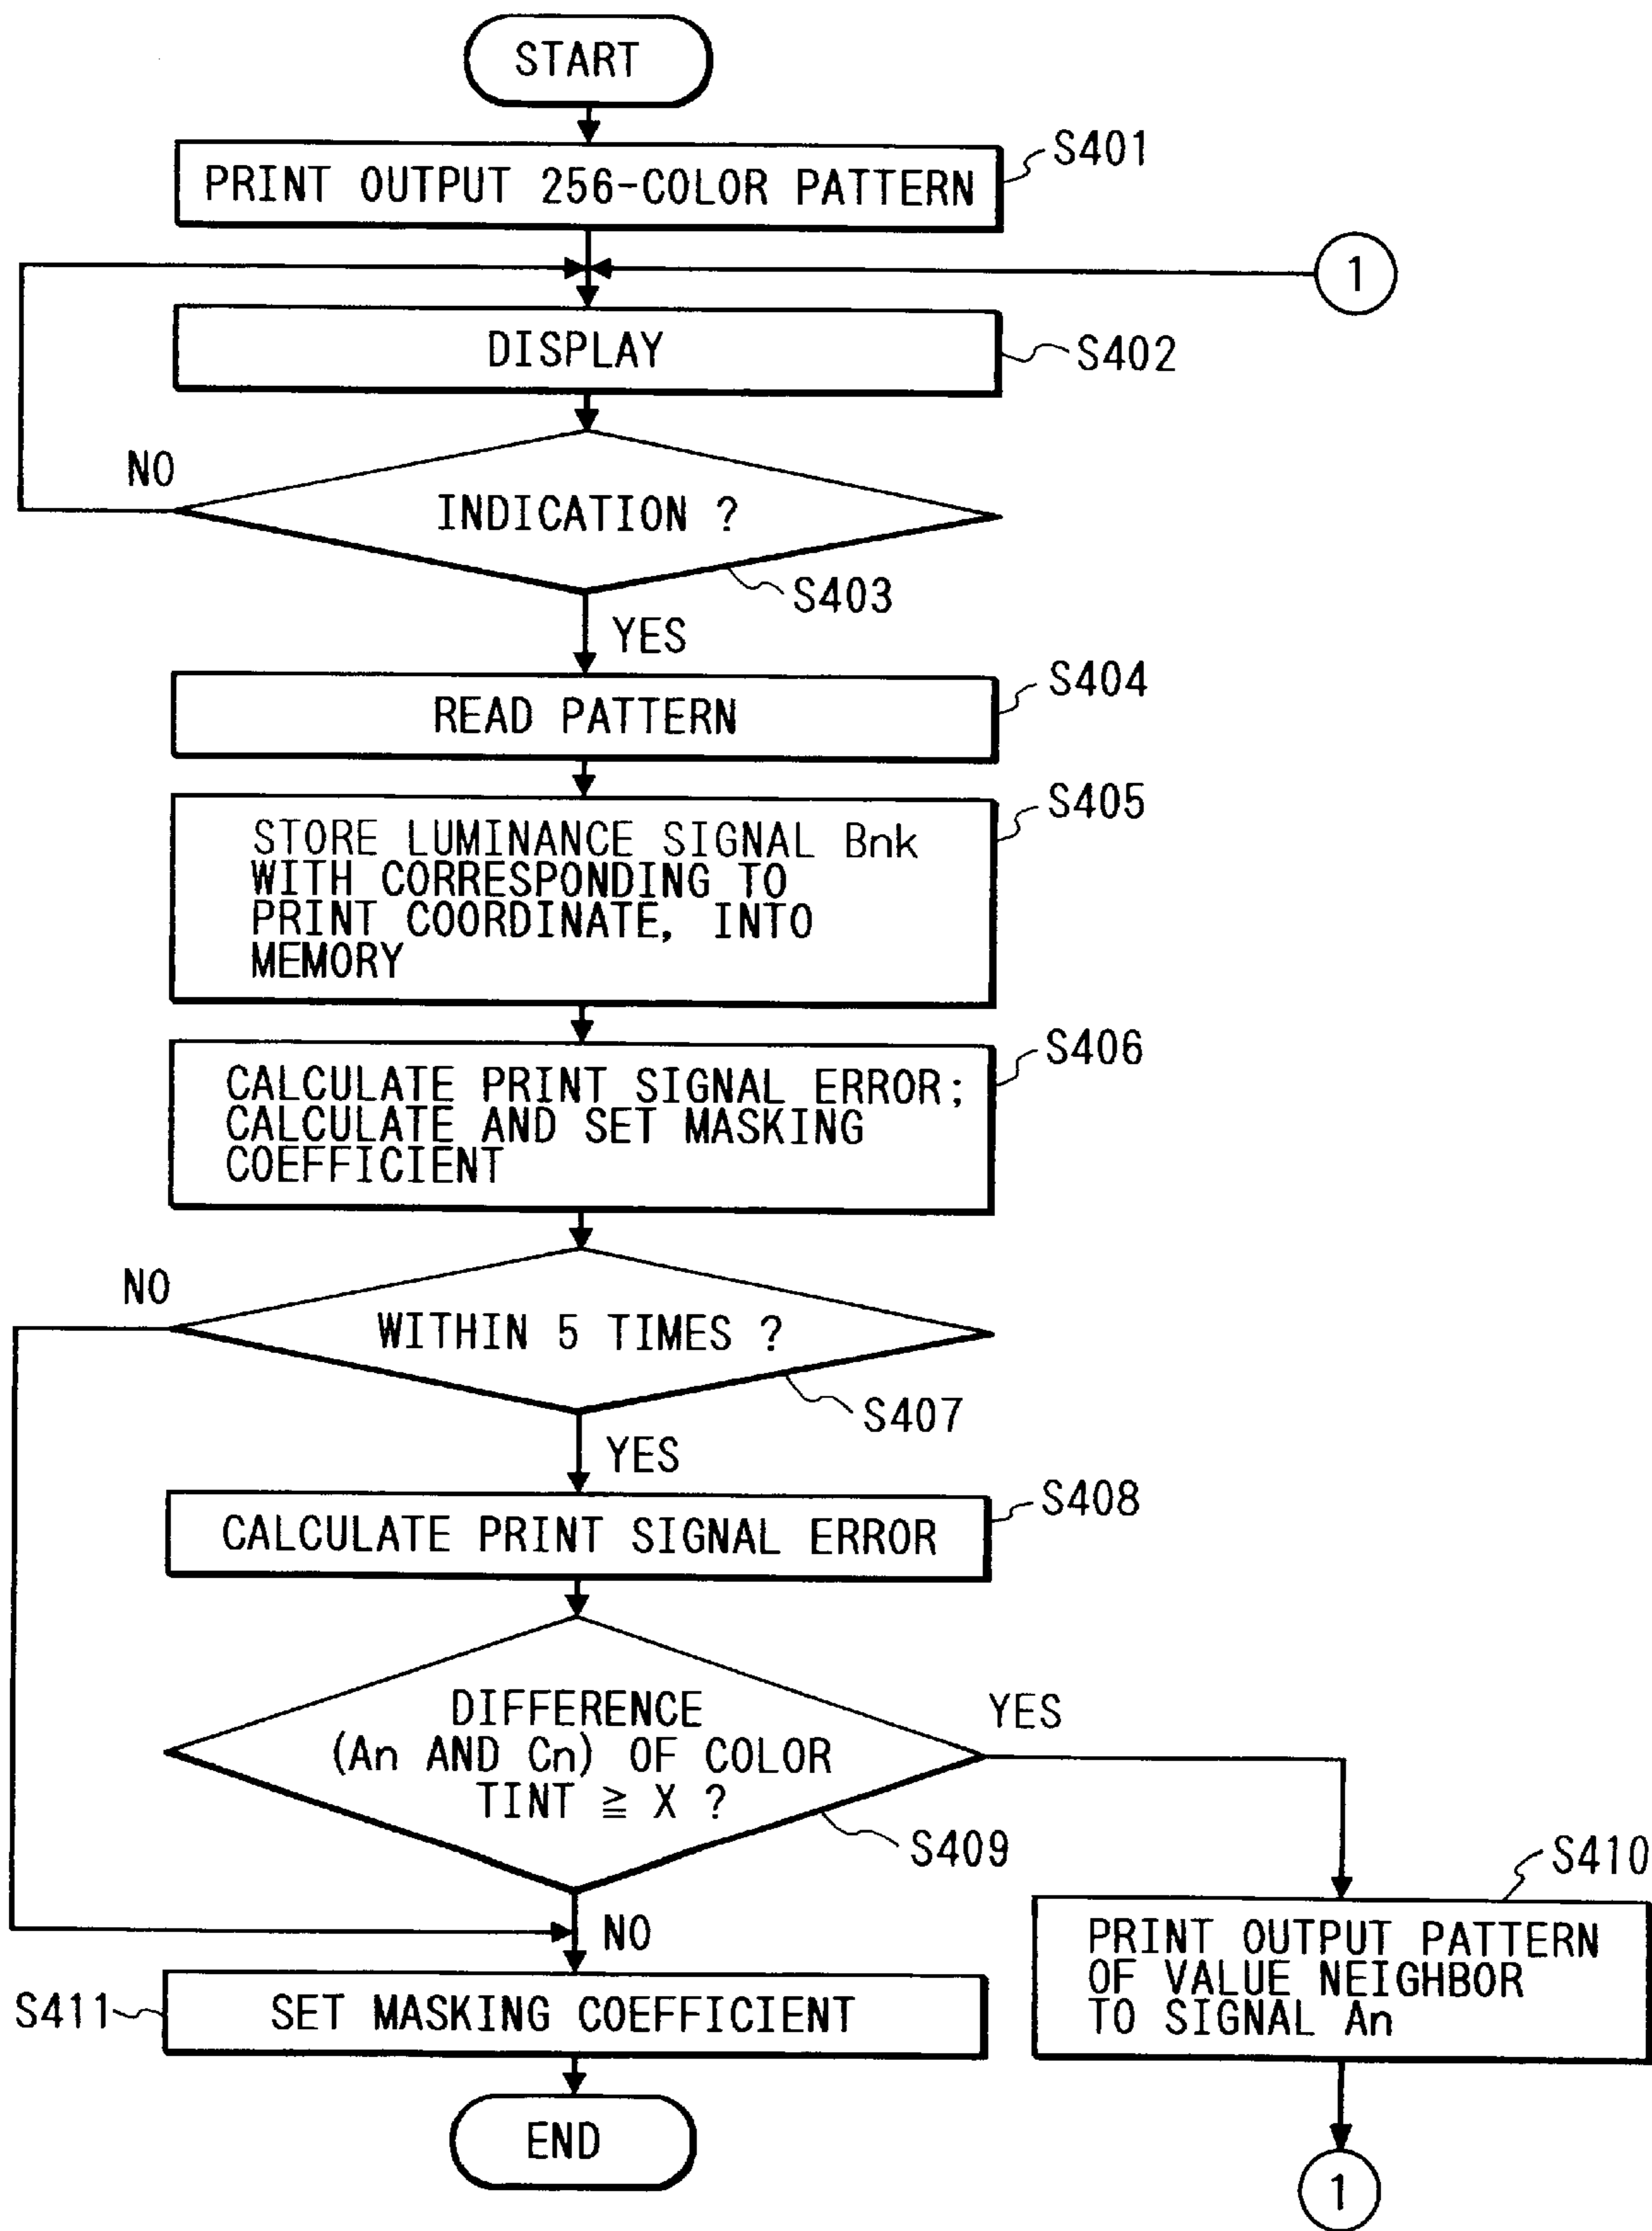 START
PRINT OUTPUT 256-COLOR PATTERN
S401
1
DISPLAY
S402
NO
INDICATION ?
S403
YES
READ PATTERN
S404
STORE LUMINANCE SIGNAL Bnk
WITH CORRESPONDING TO
PRINT COORDINATE, INTO
MEMORY
S405
CALCULATE PRINT SIGNAL ERROR;
CALCULATE AND SET MASKING
COEFFICIENT
S406
NO
WITHIN 5 TIMES ?
S407
YES
CALCULATE PRINT SIGNAL ERROR
S408
DIFFERENCE
(An AND Cn) OF COLOR
TINT ≧ X ?
YES
S409
S410
PRINT OUTPUT PATTERN
OF VALUE NEIGHBOR
TO SIGNAL An
NO
S411
SET MASKING COEFFICIENT
END
1